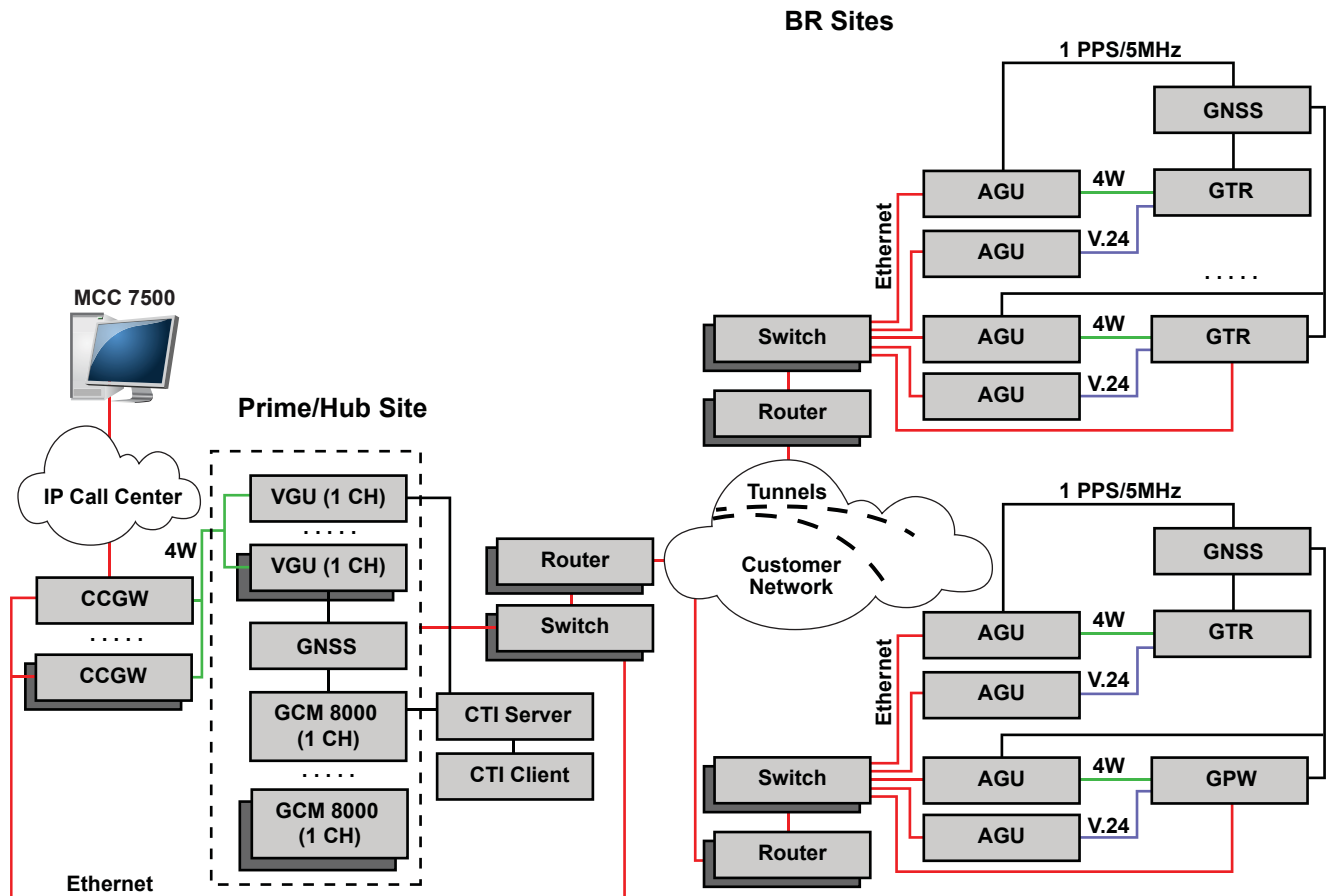 BR Sites
1 PPS/5MHz
GNSS
AGU
4W
GTR
Ethernet
AGU
V.24
. . . . .
Switch
AGU
4W
GTR
AGU
V.24
Router
MCC 7500
IP Call Center
Prime/Hub Site
VGU (1 CH)
. . . . .
4W
VGU (1 CH)
CCGW
. . . . .
CCGW
GNSS
GCM 8000
(1 CH)
. . . . .
GCM 8000
(1 CH)
CTI Server
CTI Client
Router
Switch
Ethernet
Tunnels
Customer
Network
1 PPS/5MHz
GNSS
AGU
4W
GTR
Ethernet
AGU
V.24
Switch
AGU
4W
GPW
AGU
V.24
Router